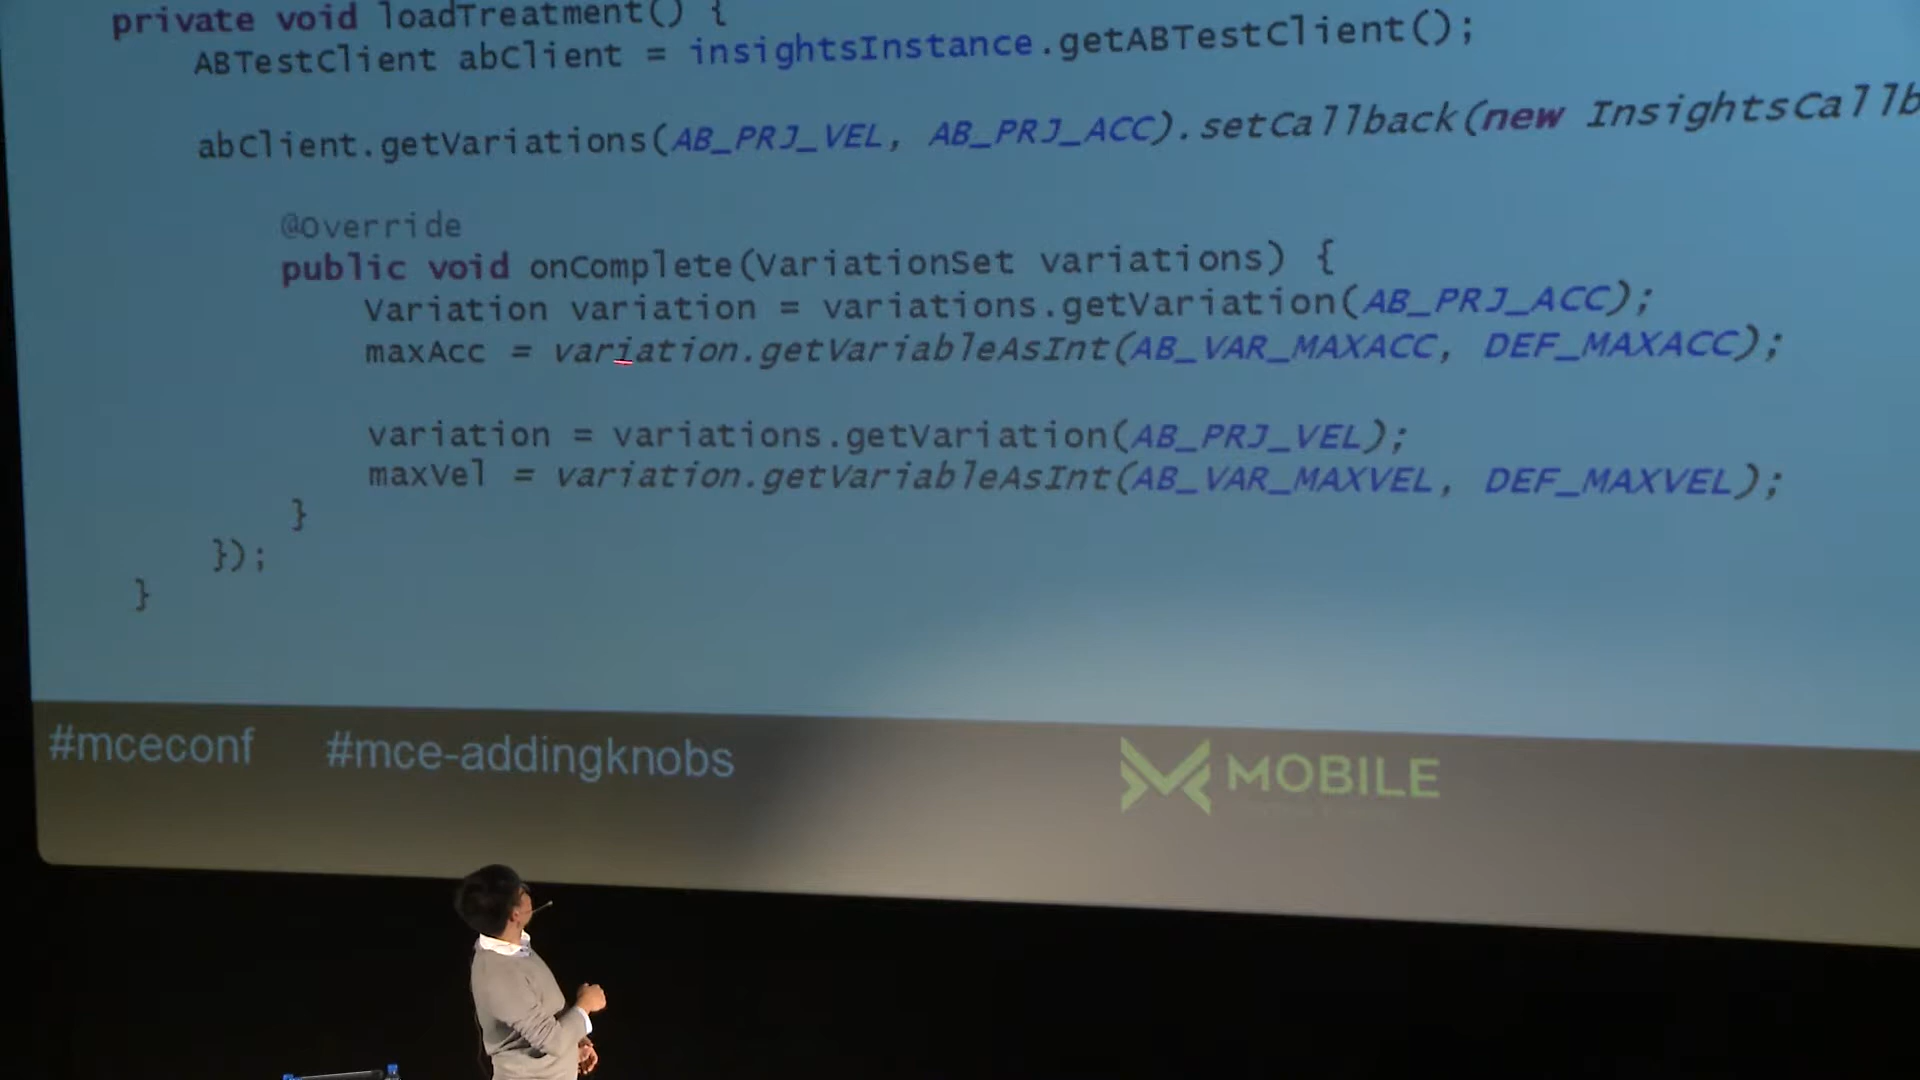 private void loadTreatment() {
ABTestClient abClient = insightsInstance.getABTestClient();
abClient.getVariations(AB_PRJ_VEL, AB_PRJ_ACC).setCallback(new InsightsCallb
@Override
public void onComplete(VariationSet variations) {
Variation variation = variations.getVariation(AB_PRJ_ACC);
maxAcc = variation.getVariableAsInt(AB_VAR_MAXACC, DEF_MAXACC);
variation = variations.getVariation(AB_PRJ_VEL);
maxVel = variation.getVariableAsInt(AB_VAR_MAXVEL, DEF_MAXVEL);
}
});
}
#mceconf #mce-addingknobs MOBILE